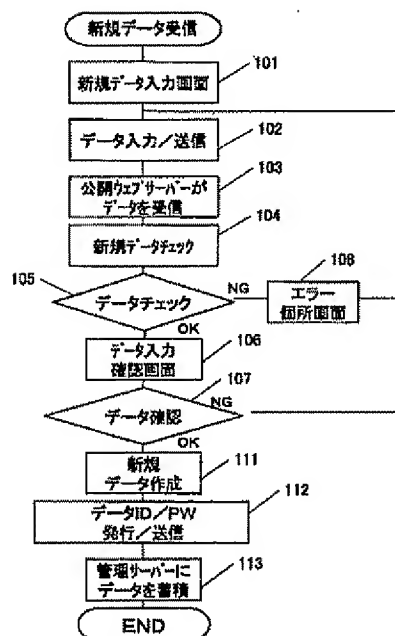 新規データ受信
新規データ入力画面
101
データ入力/送信
102
公開ウェブサーバーが
データを受信
103
新規データチェック
104
105
データチェック
NG
OK
108
エラー
個所画面
データ入力
確認画面
106
107
データ確認
NG
OK
新規
データ作成
111
データID/PW
発行/送信
112
管理サーバーに
データを蓄積
113
END